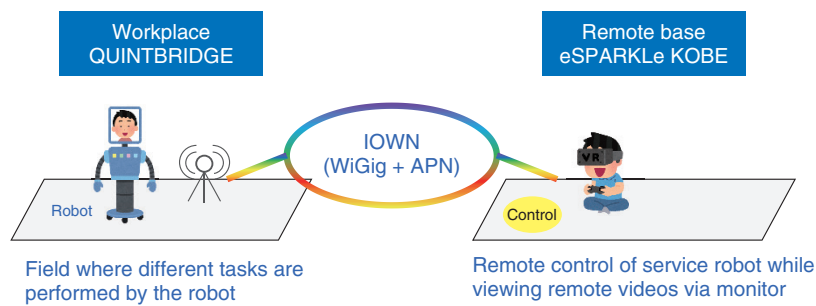 Workplace
QUINTBRIDGE
Remote base
eSPARKLe KOBE
IOWN
(WiGig + APN)
VR
Robot
Control
Field where different tasks are
performed by the robot
Remote control of service robot while
viewing remote videos via monitor